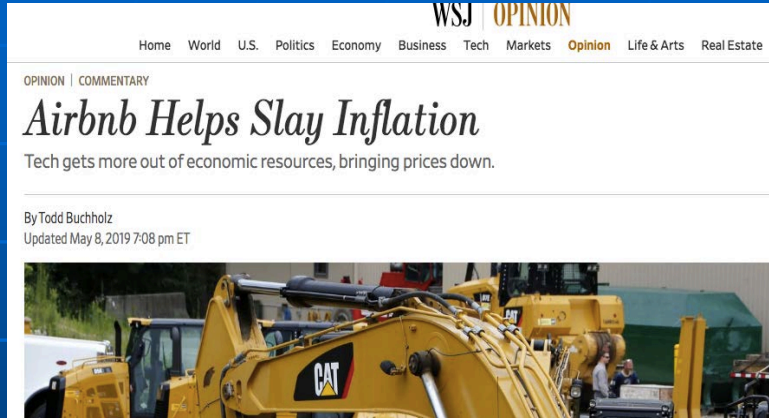 WSJ OPINION
Home World U.S. Politics Economy Business Tech Markets Opinion Life & Arts Real Estate
OPINION | COMMENTARY
Airbnb Helps Slay Inflation
Tech gets more out of economic resources, bringing prices down.
By Todd Buchholz
Updated May 8, 2019 7:08 pm ET
CAT
CAT